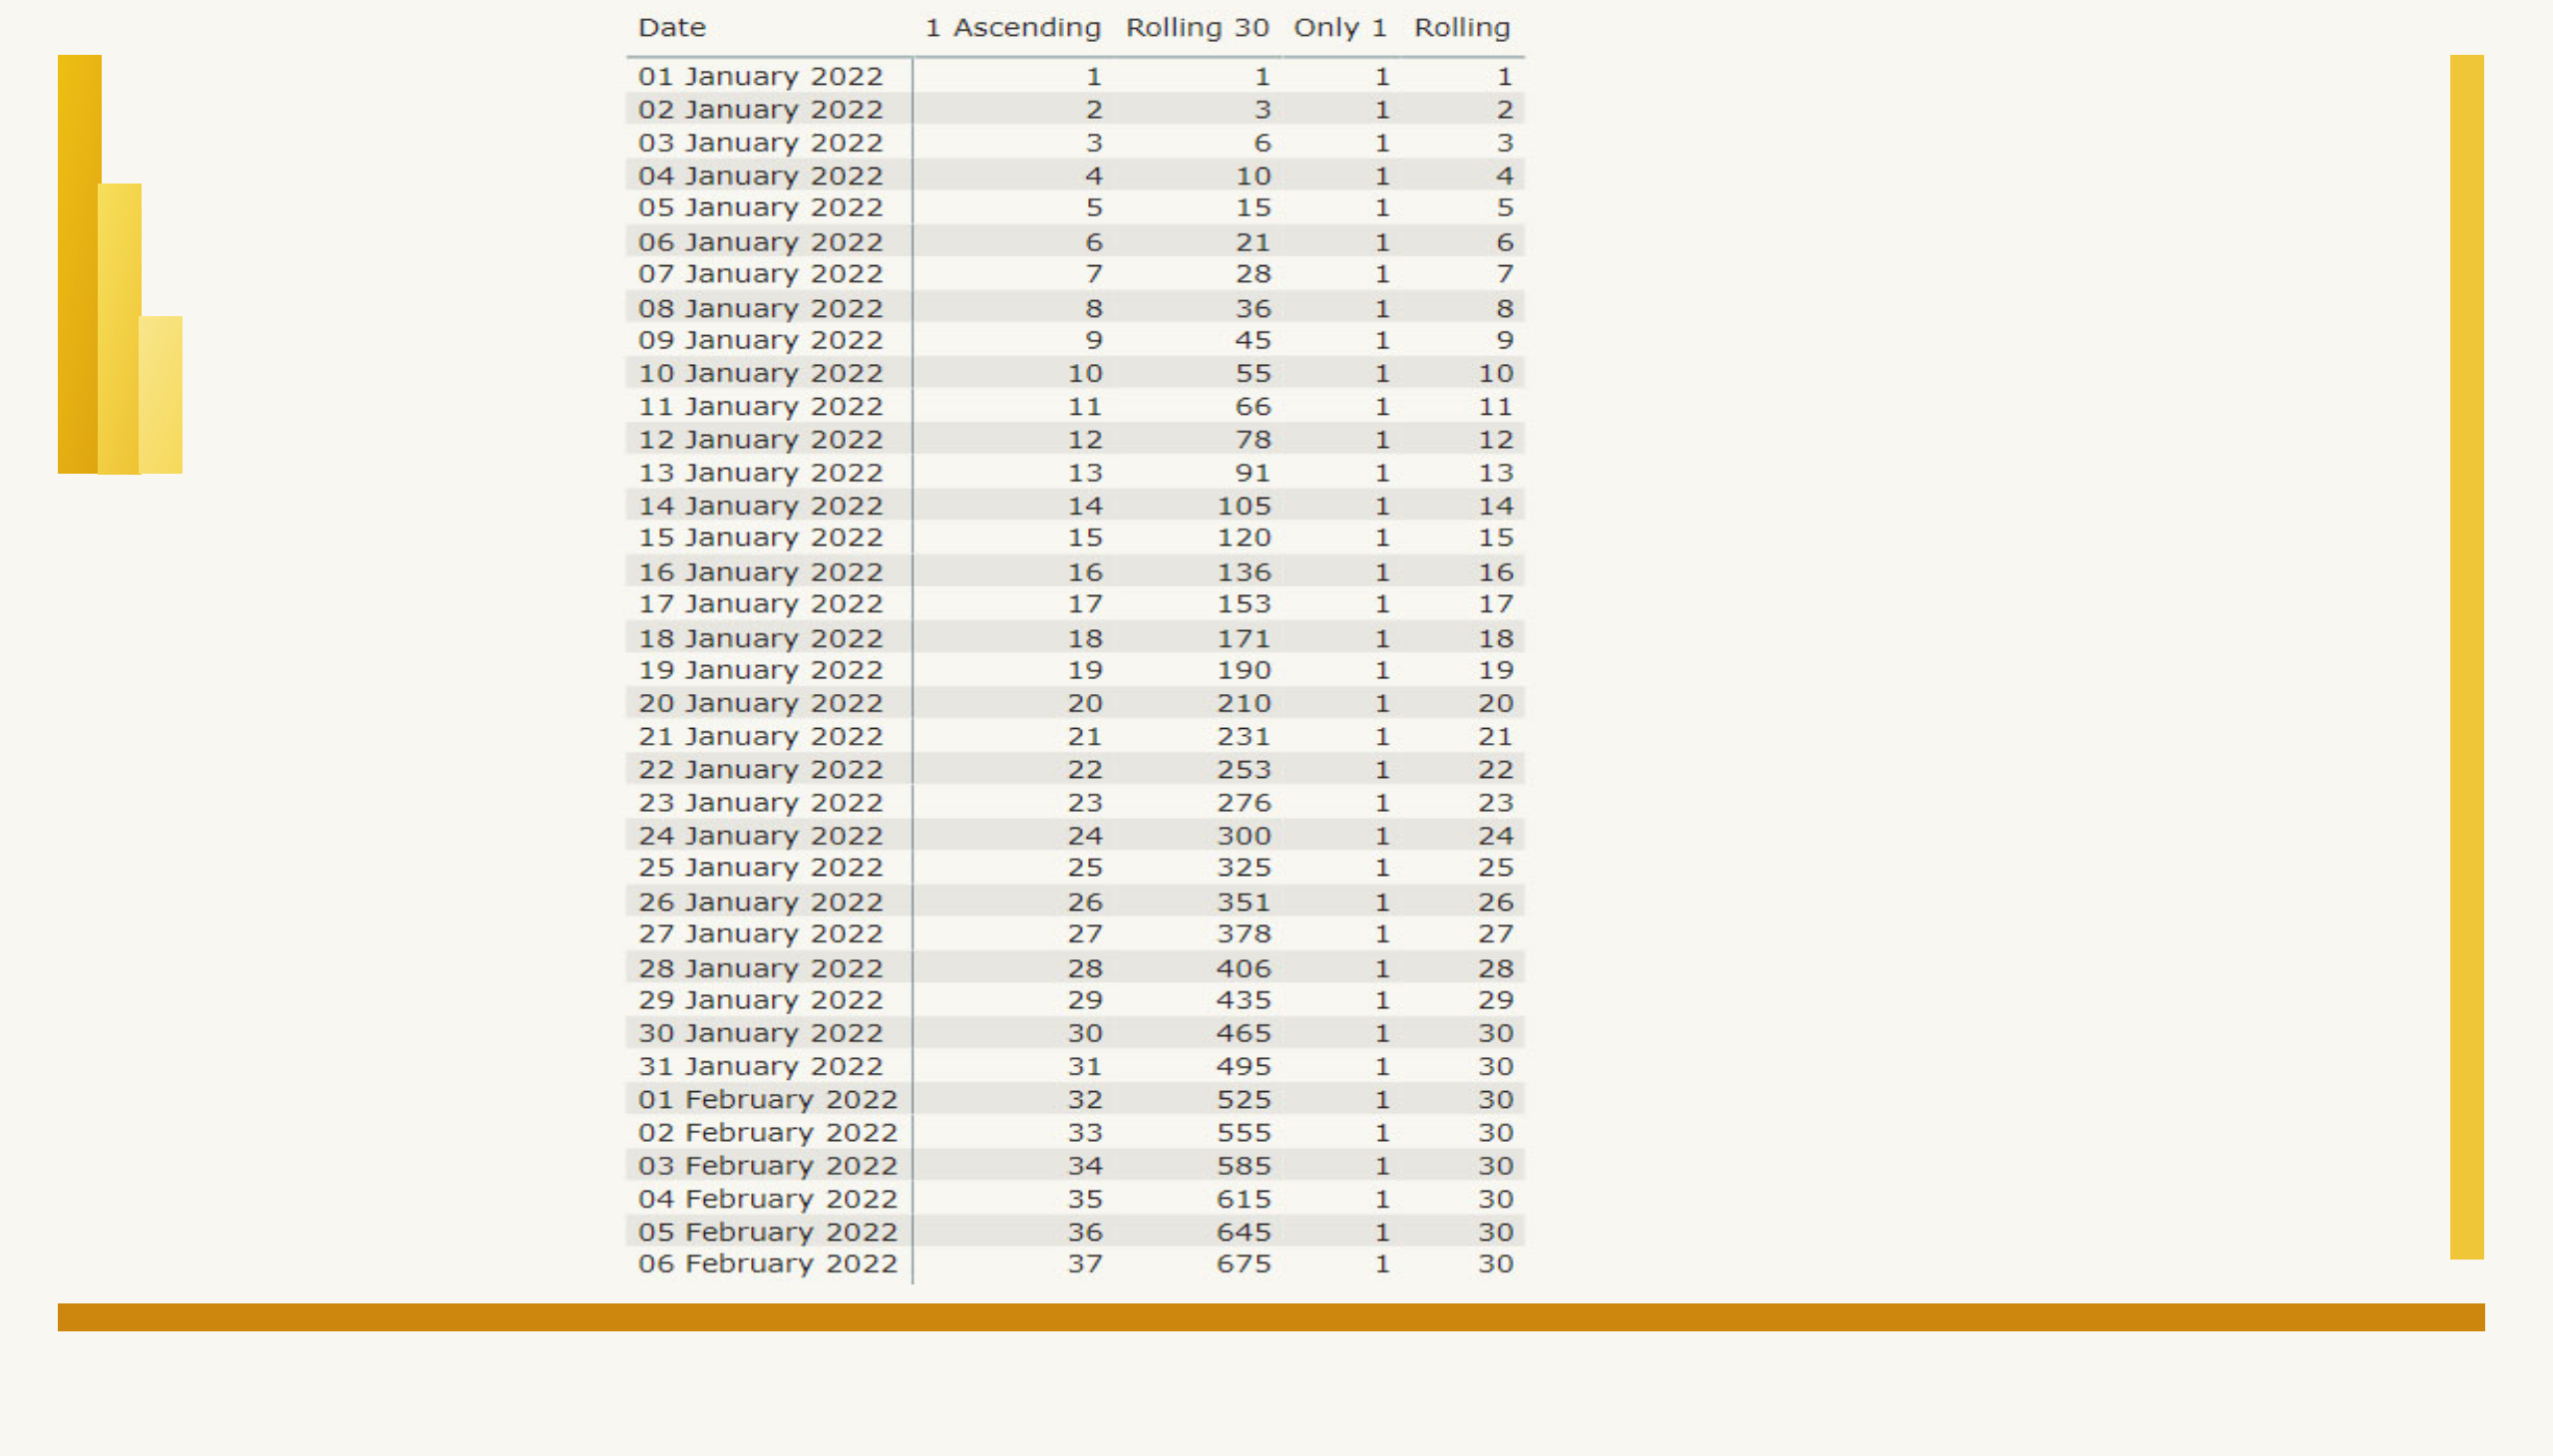 Date 1 Ascending Rolling 30 Only 1 Rolling
01 January 2022 1 1 1 1
02 January 2022 2 3 1 2
03 January 2022 3 6 1 3
04 January 2022 4 10 1 4
05 January 2022 5 15 1 5
06 January 2022 6 21 1 6
07 January 2022 7 28 1 7
08 January 2022 8 36 1 8
09 January 2022 9 45 1 9
10 January 2022 10 55 1 10
11 January 2022 11 66 1 11
12 January 2022 12 78 1 12
13 January 2022 13 91 1 13
14 January 2022 14 105 1 14
15 January 2022 15 120 1 15
16 January 2022 16 136 1 16
17 January 2022 17 153 1 17
18 January 2022 18 171 1 18
19 January 2022 19 190 1 19
20 January 2022 20 210 1 20
21 January 2022 21 231 1 21
22 January 2022 22 253 1 22
23 January 2022 23 276 1 23
24 January 2022 24 300 1 24
25 January 2022 25 325 1 25
26 January 2022 26 351 1 26
27 January 2022 27 378 1 27
28 January 2022 28 406 1 28
29 January 2022 29 435 1 29
30 January 2022 30 465 1 30
31 January 2022 31 495 1 30
01 February 2022 32 525 1 30
02 February 2022 33 555 1 30
03 February 2022 34 585 1 30
04 February 2022 35 615 1 30
05 February 2022 36 645 1 30
06 February 2022 37 675 1 30